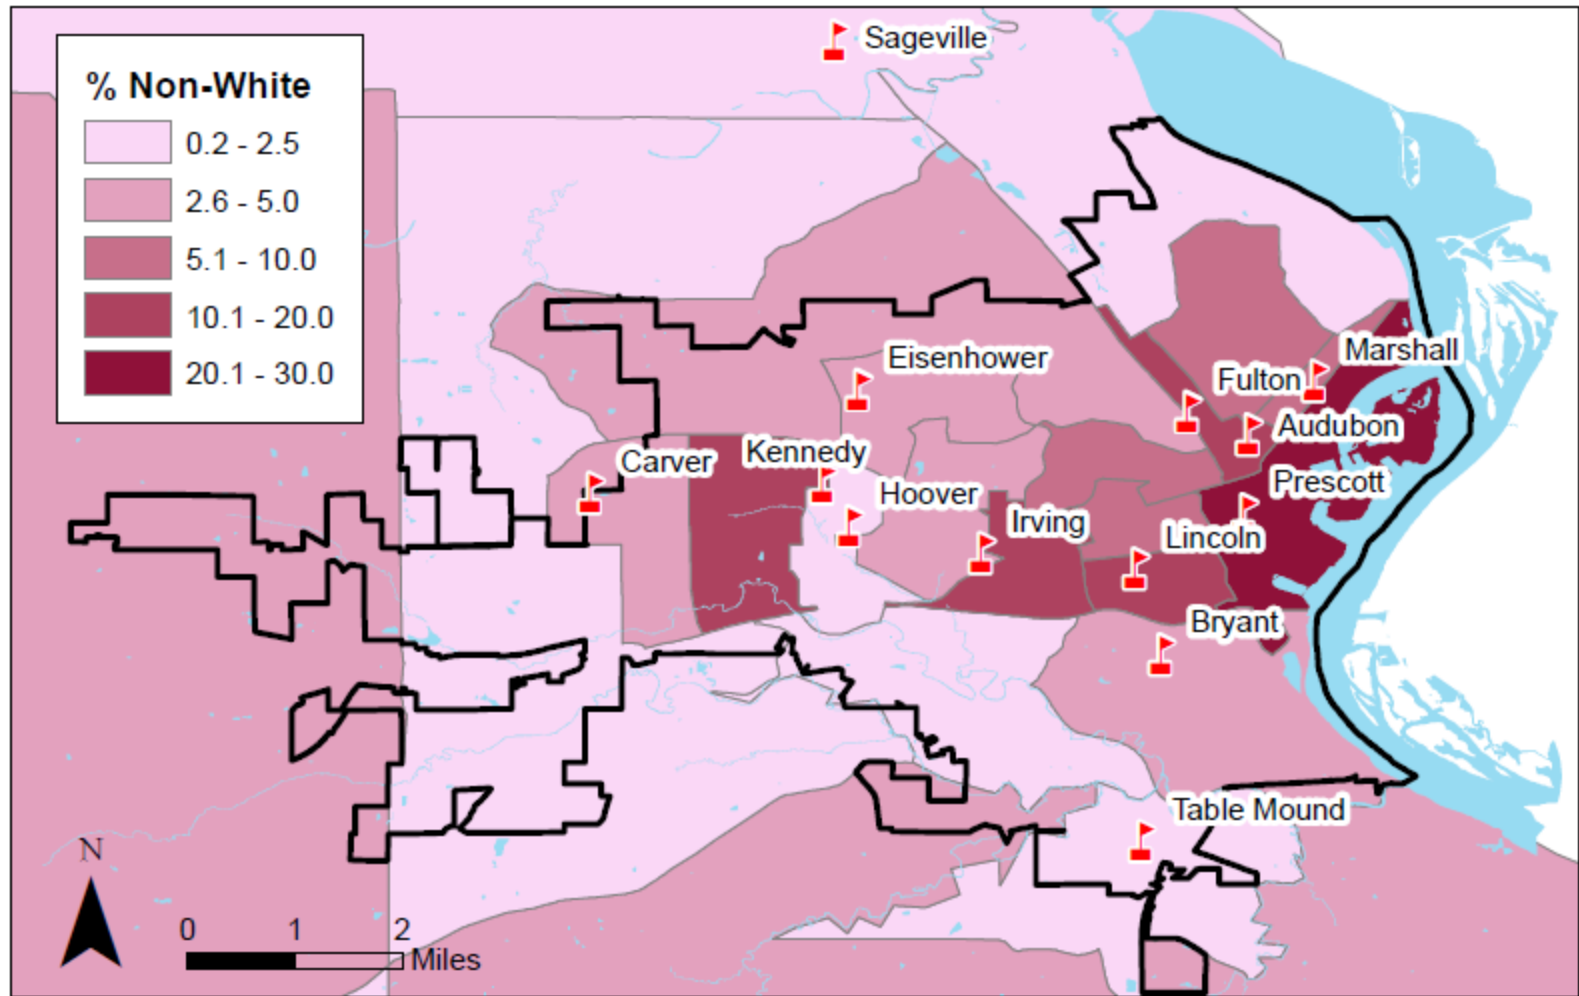 Sageville
% Non-White
0.2 - 2.5
2.6 - 5.0
5.1 - 10.0
10.1 - 20.0
20.1 - 30.0
Marshall
Eisenhower
Fulton
Audubon
Kennedy
Carver
Prescott
Hoover
Irving
Lincoln
Bryant
Table Mound
N
0 1 2
Miles